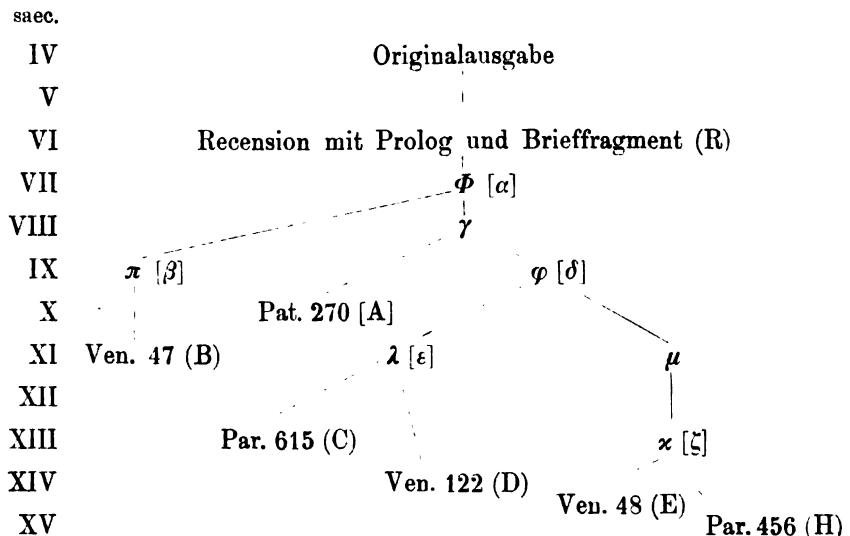 saec.
IV Originalausgabe
V
VI Recension mit Prolog und Brieffragment (R)
VII Φ [α]
VIII γ
IX π [β] φ [δ]
X Pat. 270 [A]
XI Ven. 47 (B) λ [ε] μ
XII
XIII Par. 615 (C) ϰ [ζ]
XIV Ven. 122 (D) Ven. 48 (E)
XV Par. 456 (H)